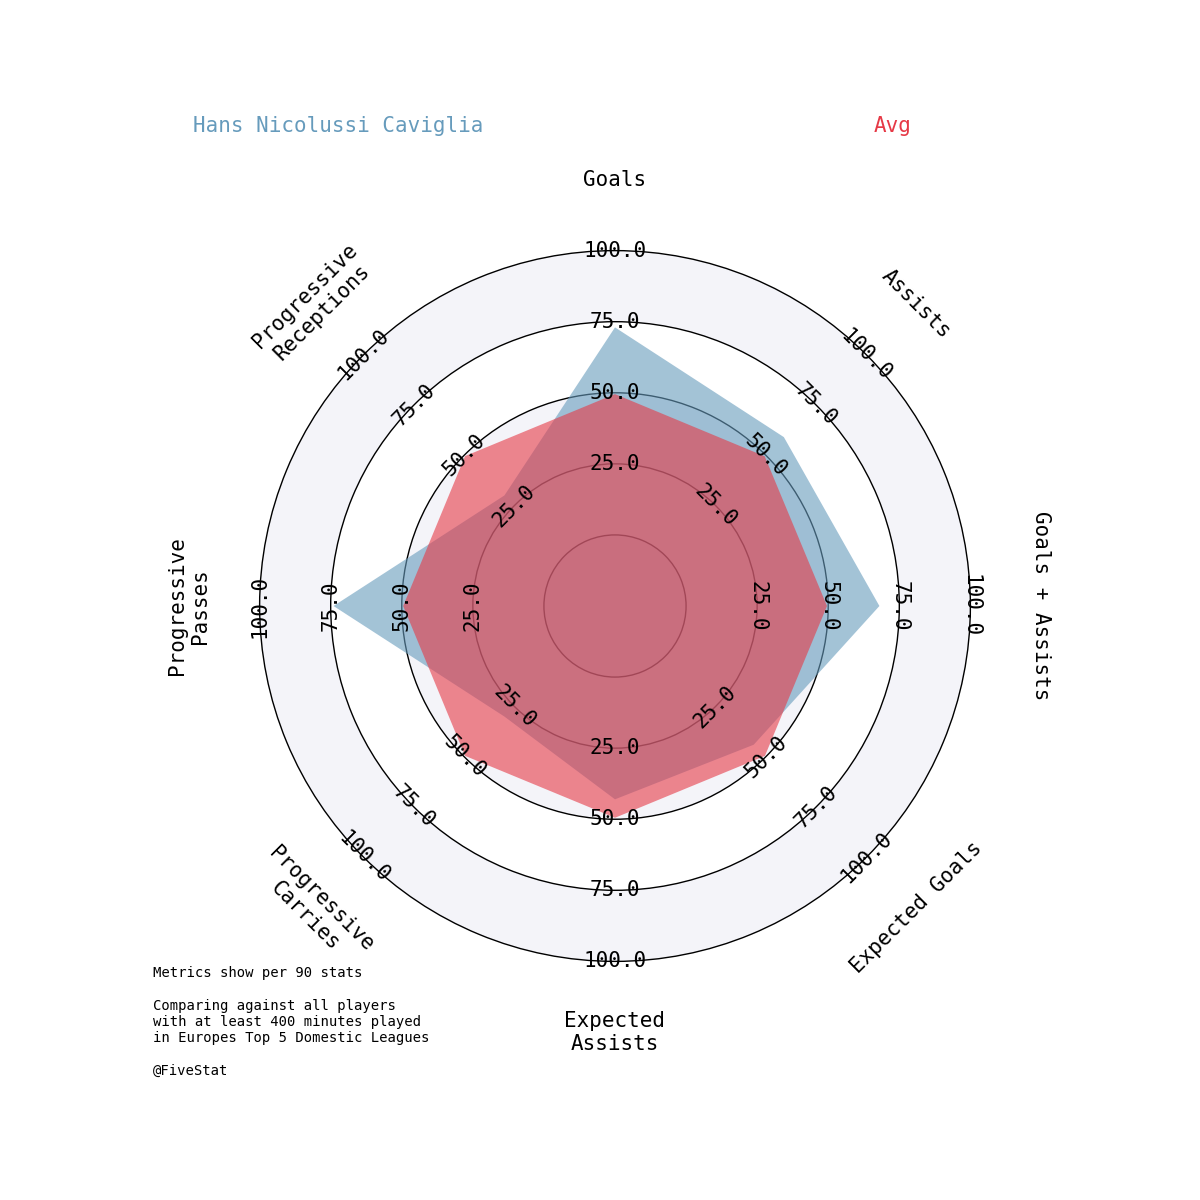 Hans Nicolussi Caviglia
Avg
Goals
Assists
Goals + Assists
Expected Goals
Expected
Assists
Progressive
Carries
Progressive
Passes
Progressive
Receptions
25.0
50.0
75.0
100.0
25.0
50.0
75.0
100.0
25.0
50.0
75.0
100.0
25.0
50.0
75.0
100.0
25.0
50.0
75.0
100.0
25.0
50.0
75.0
100.0
25.0
50.0
75.0
100.0
25.0
50.0
75.0
100.0
Metrics show per 90 stats
Comparing against all players
with at least 400 minutes played
in Europes Top 5 Domestic Leagues
@FiveStat